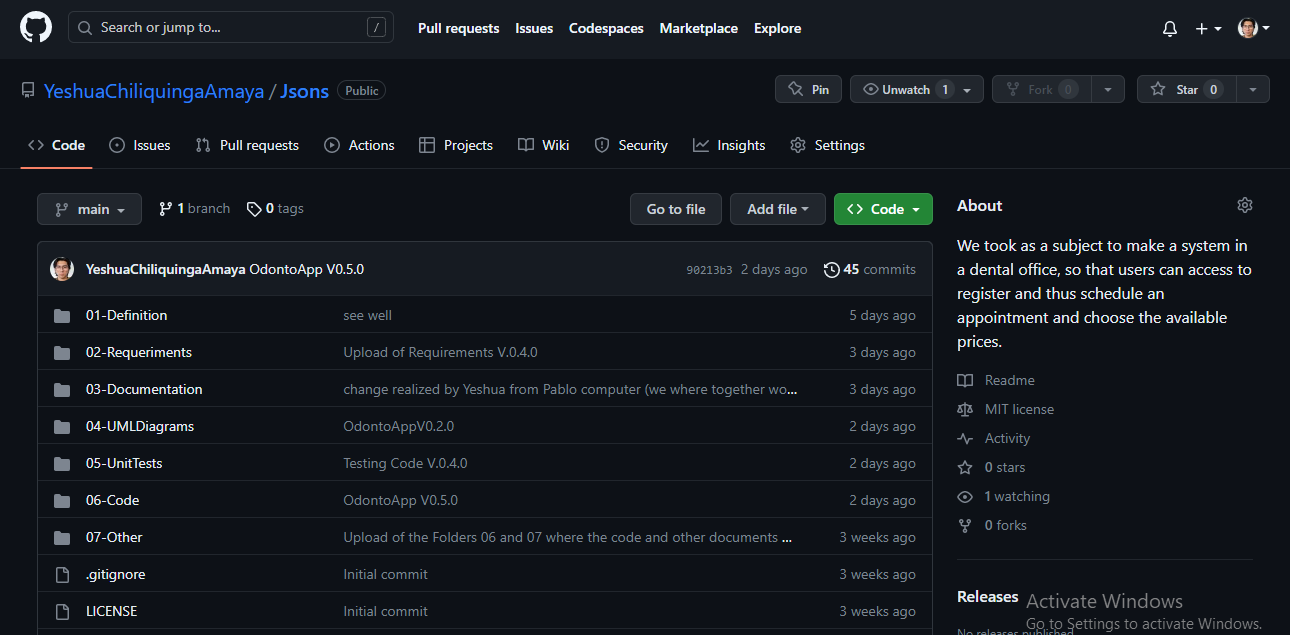 Search or jump to... /
Pull requests Issues Codespaces Marketplace Explore
YeshuaChiliquingaAmaya / Jsons Public
Pin Unwatch 1 Fork 0 Star 0
Code Issues Pull requests Actions Projects Wiki Security Insights Settings
main 1 branch 0 tags Go to file Add file Code
YeshuaChiliquingaAmaya OdontoApp V0.5.0 90213b3 2 days ago 45 commits
01-Definition see well 5 days ago
02-Requeriments Upload of Requirements V.0.4.0 3 days ago
03-Documentation change realized by Yeshua from Pablo computer (we where together wo... 3 days ago
04-UMLDiagrams OdontoAppV0.2.0 2 days ago
05-UnitTests Testing Code V.0.4.0 2 days ago
06-Code OdontoApp V0.5.0 2 days ago
07-Other Upload of the Folders 06 and 07 where the code and other documents ... 3 weeks ago
.gitignore Initial commit 3 weeks ago
LICENSE Initial commit 3 weeks ago
About
We took as a subject to make a system in
a dental office, so that users can access to
register and thus schedule an
appointment and choose the available
prices.
Readme
MIT license
Activity
0 stars
1 watching
0 forks
Releases
No releases published
Activate Windows
Go to Settings to activate Windows.